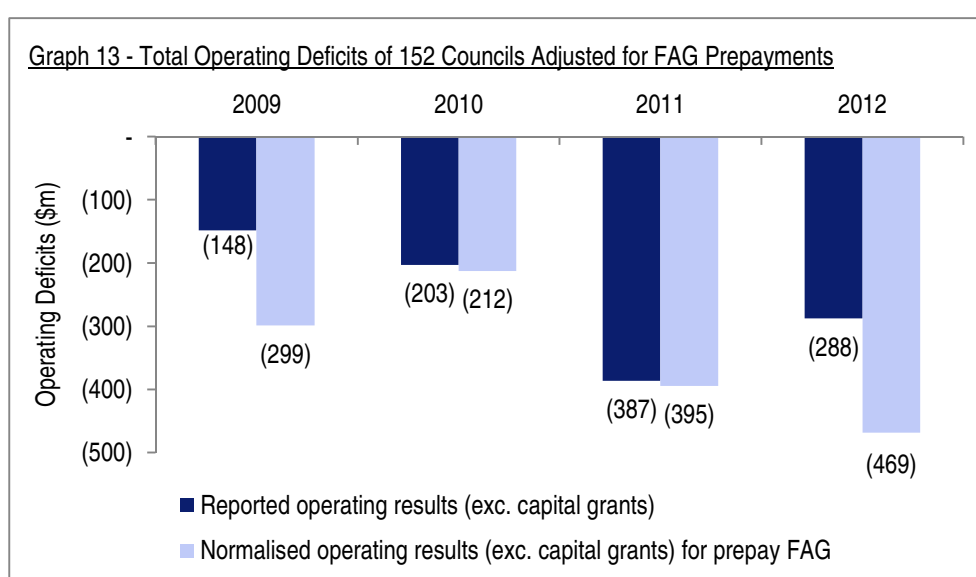 Graph 13 - Total Operating Deficits of 152 Councils Adjusted for FAG Prepayments
2009 2010 2011 2012
Operating Deficits ($m)
-
(100)
(200)
(300)
(400)
(500)
(148)
(299)
(203) (212)
(387) (395)
(288)
(469)
Reported operating results (exc. capital grants)
Normalised operating results (exc. capital grants) for prepay FAG